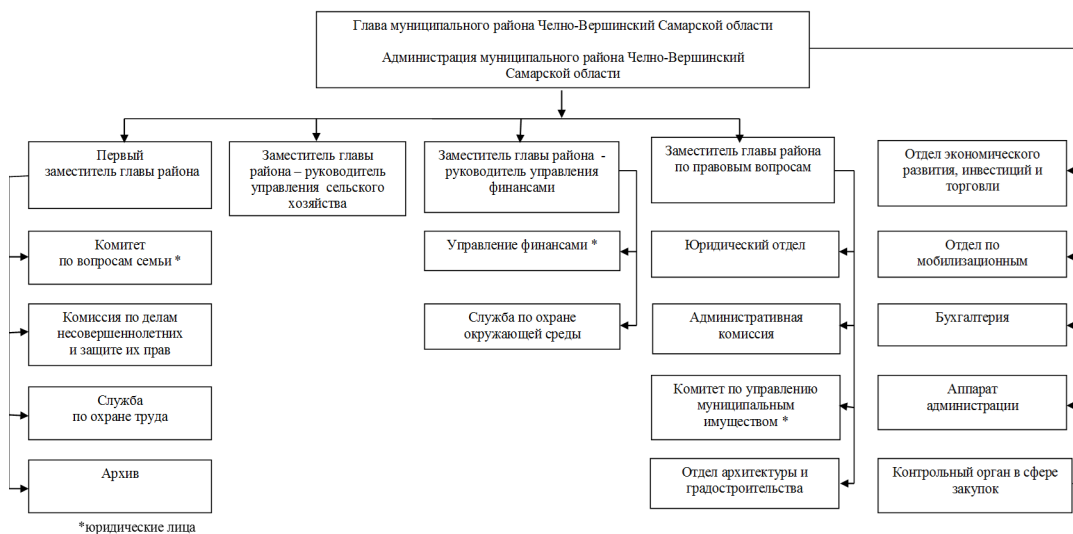 Глава муниципального района Челно-Вершинский Самарской области
Администрация муниципального района Челно-Вершинский
Самарской области
Первый
заместитель главы района
Заместитель главы
района – руководитель
управления сельского
хозяйства
Заместитель главы района -
руководитель управления
финансами
Заместитель главы района
по правовым вопросам
Отдел экономического
развития, инвестиций и
торговли
Комитет
по вопросам семьи *
Управление финансами *
Юридический отдел
Отдел по
мобилизационным
Комиссия по делам
несовершеннолетних
и защите их прав
Служба по охране
окружающей среды
Административная
комиссия
Бухгалтерия
Служба
по охране труда
Комитет по управлению
муниципальным
имуществом *
Аппарат
администрации
Архив
Отдел архитектуры и
градостроительства
Контрольный орган в сфере
закупок
*юридические лица